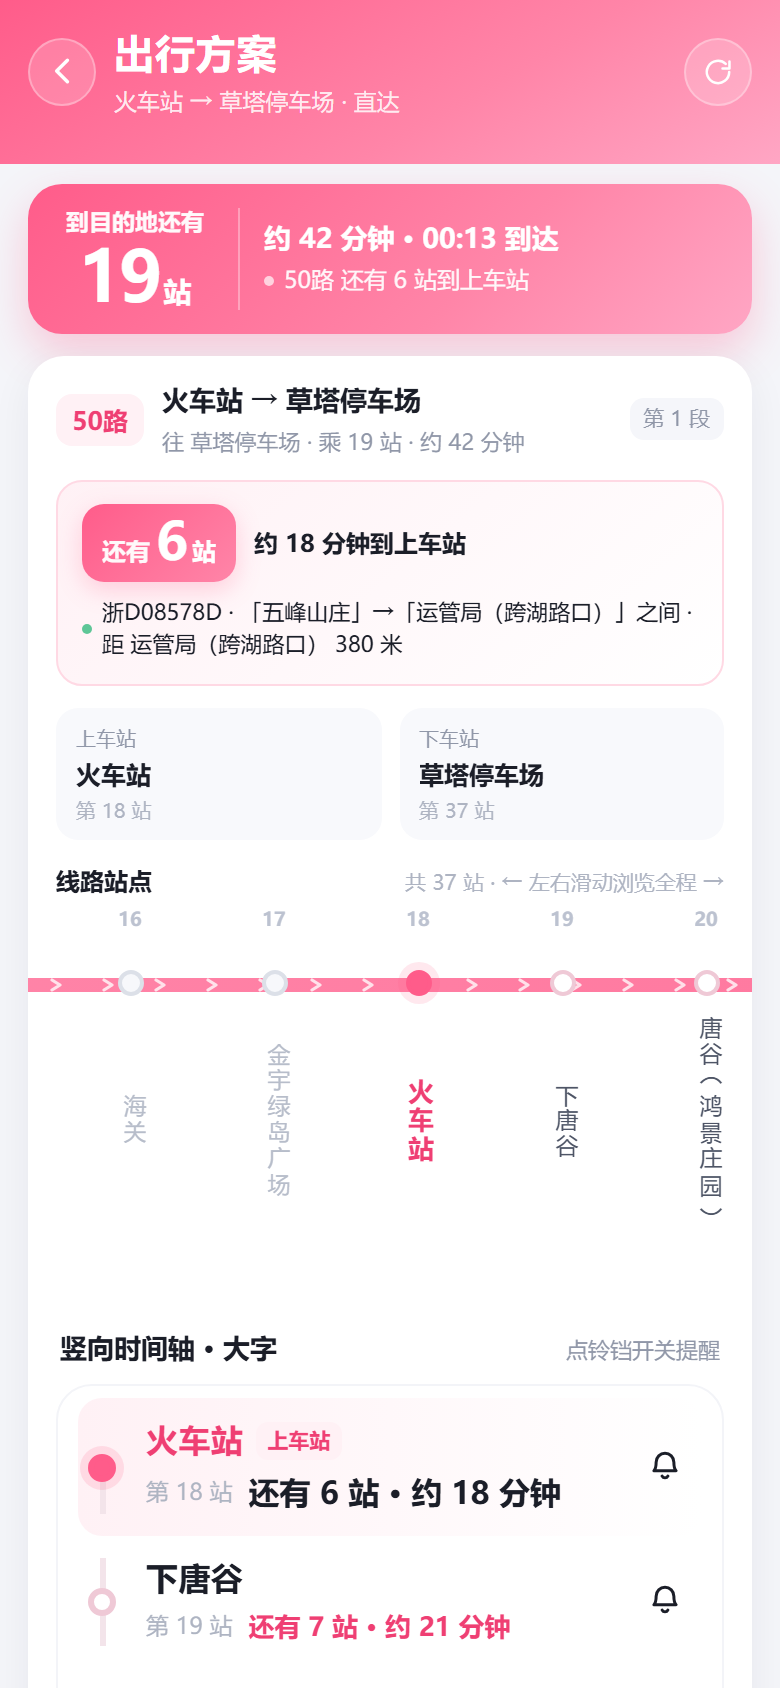 出行方案
火车站 → 草塔停车场 · 直达
到目的地还有
19站
约 42 分钟 • 00:13 到达
50路 还有 6 站到上车站
50路
火车站 → 草塔停车场
往 草塔停车场 · 乘 19 站 · 约 42 分钟
第 1 段
还有 6 站
约 18 分钟到上车站
浙D08578D · 「五峰山庄」→「运管局（跨湖路口）」之间 ·
距 运管局（跨湖路口） 380 米
上车站
火车站
第 18 站
下车站
草塔停车场
第 37 站
线路站点
共 37 站 · ← 左右滑动浏览全程 →
16
17
18
19
20
海关
金宇绿岛广场
火车站
下唐谷
唐谷（鸿景庄园）
竖向时间轴 • 大字
点铃铛开关提醒
火车站 上车站
第 18 站 还有 6 站 • 约 18 分钟
下唐谷
第 19 站 还有 7 站 • 约 21 分钟